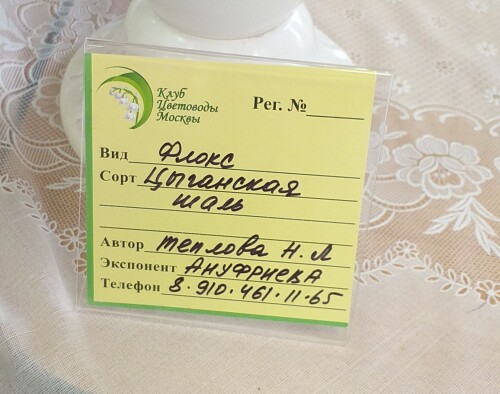 Клуб
Цветоводы
Москвы
Рег. №
Вид Флокс
Сорт Цыганская
шаль
Автор Теплова Н.Л
Экспонент Ануфриева
Телефон 8.910.461.11.65